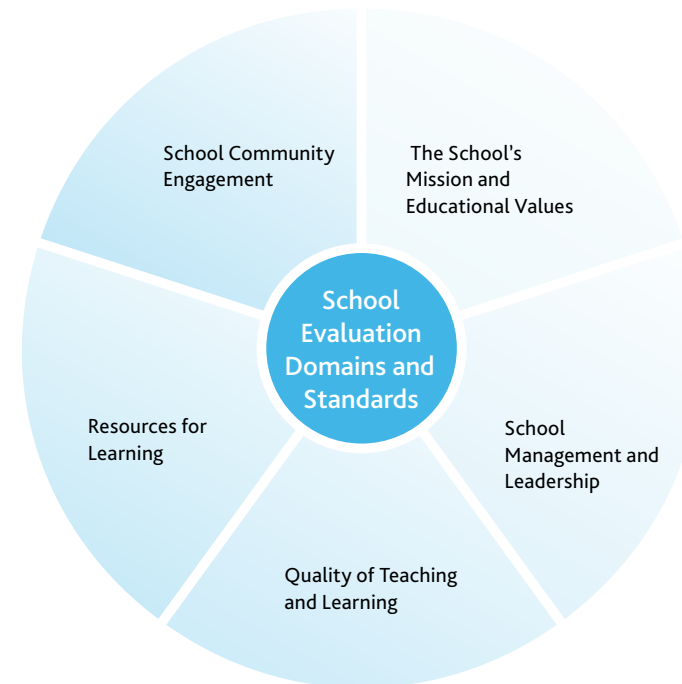 School Community
Engagement
The School’s
Mission and
Educational Values
School
Evaluation
Domains and
Standards
Resources for
Learning
School
Management and
Leadership
Quality of Teaching
and Learning